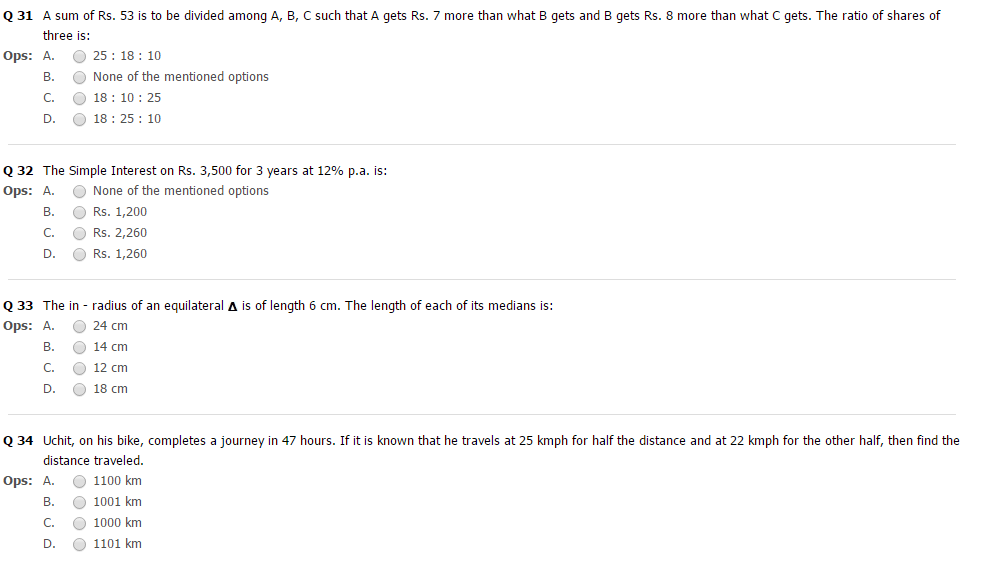 Q 31 A sum of Rs. 53 is to be divided among A, B, C such that A gets Rs. 7 more than what B gets and B gets Rs. 8 more than what C gets. The ratio of shares of
three is:
Ops: A. 25 : 18 : 10
B. None of the mentioned options
C. 18 : 10 : 25
D. 18 : 25 : 10
Q 32 The Simple Interest on Rs. 3,500 for 3 years at 12% p.a. is:
Ops: A. None of the mentioned options
B. Rs. 1,200
C. Rs. 2,260
D. Rs. 1,260
Q 33 The in - radius of an equilateral Δ is of length 6 cm. The length of each of its medians is:
Ops: A. 24 cm
B. 14 cm
C. 12 cm
D. 18 cm
Q 34 Uchit, on his bike, completes a journey in 47 hours. If it is known that he travels at 25 kmph for half the distance and at 22 kmph for the other half, then find the
distance traveled.
Ops: A. 1100 km
B. 1001 km
C. 1000 km
D. 1101 km